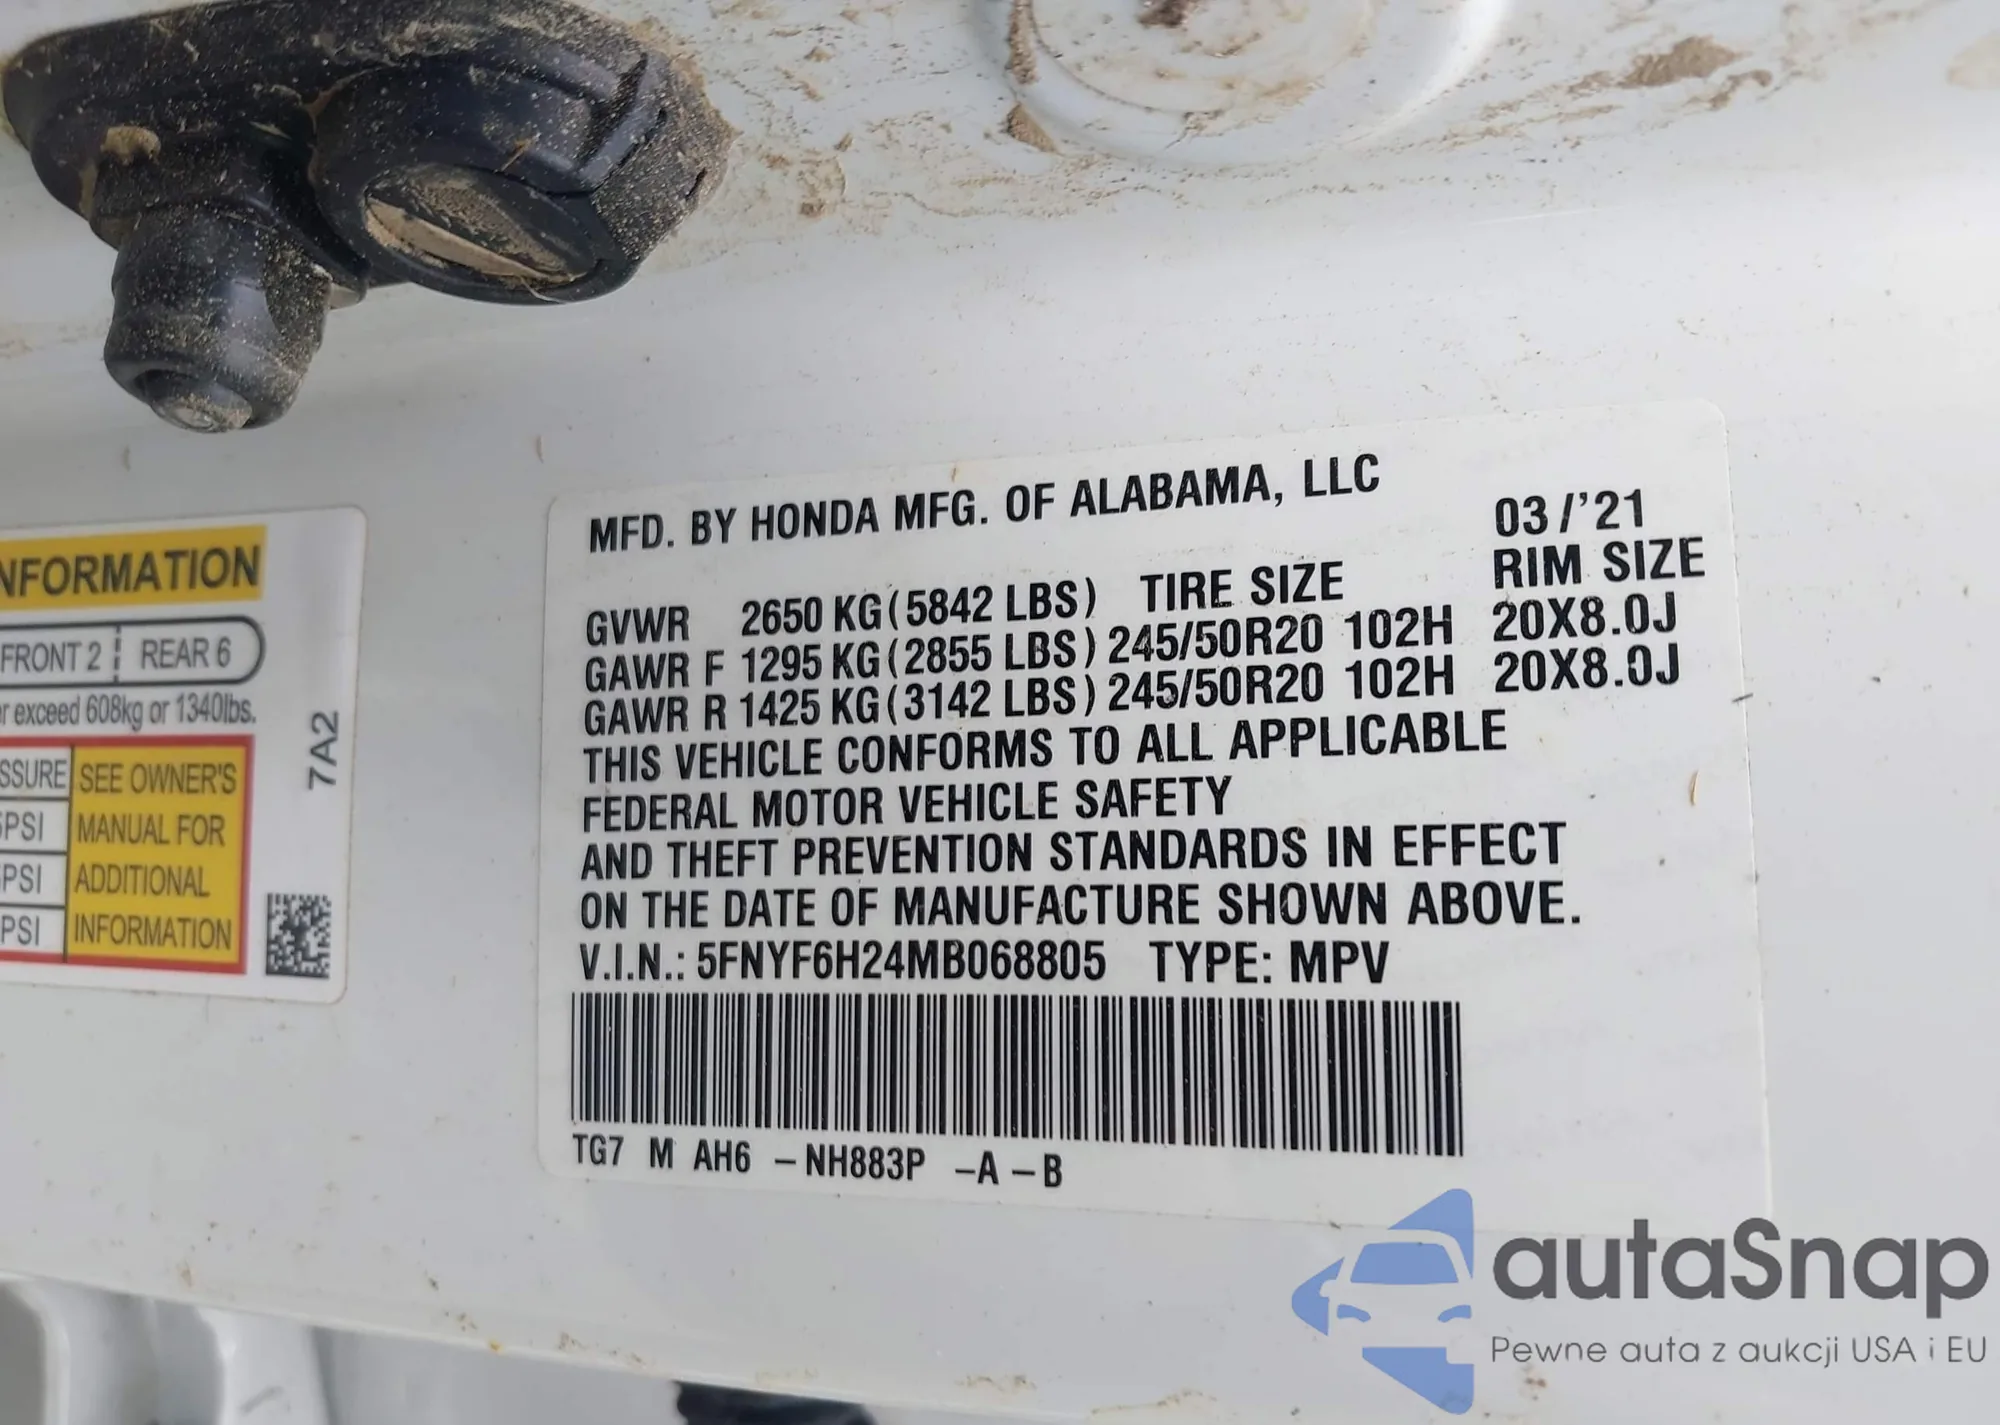 NFORMATION
FRONT 2 REAR 6
r exceed 608kg or 1340lbs.
SSURE SEE OWNER'S
PSI MANUAL FOR
PSI ADDITIONAL
PSI INFORMATION
7A2
MFD. BY HONDA MFG. OF ALABAMA, LLC 03/'21
GVWR 2650 KG(5842 LBS) TIRE SIZE RIM SIZE
GAWR F 1295 KG(2855 LBS) 245/50R20 102H 20X8.0J
GAWR R 1425 KG(3142 LBS) 245/50R20 102H 20X8.0J
THIS VEHICLE CONFORMS TO ALL APPLICABLE
FEDERAL MOTOR VEHICLE SAFETY
AND THEFT PREVENTION STANDARDS IN EFFECT
ON THE DATE OF MANUFACTURE SHOWN ABOVE.
V.I.N.: 5FNYF6H24MB068805 TYPE: MPV
TG7 M AH6 -NH883P -A-B
autaSnap
Pewne auta z aukcji USA i EU